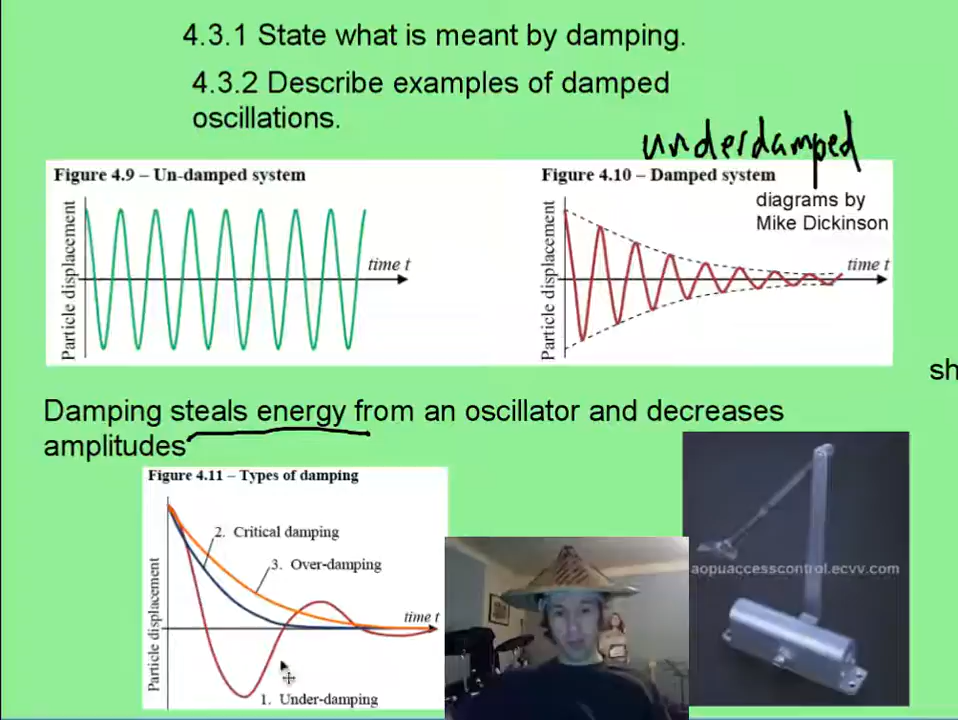 4.3.1 State what is meant by damping.
4.3.2 Describe examples of damped
oscillations.
underdamped
Figure 4.9 – Un-damped system
Particle displacement
time t
Figure 4.10 – Damped system
diagrams by
Mike Dickinson
Particle displacement
time t
sh
Damping steals energy from an oscillator and decreases
amplitudes
Figure 4.11 – Types of damping
2. Critical damping
3. Over-damping
Particle displacement
time t
1. Under-damping
aopuaccesscontrol.ecvv.com